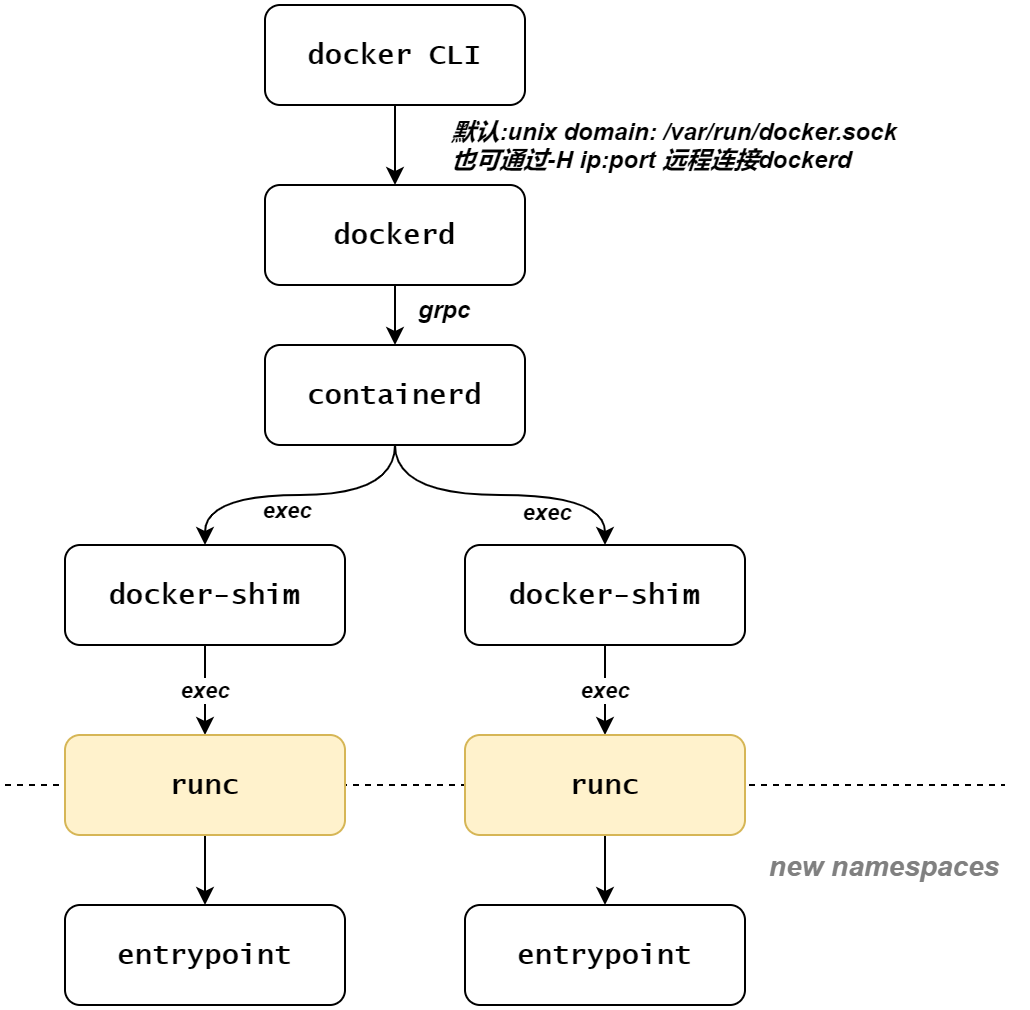 docker CLI
默认:unix domain: /var/run/docker.sock
也可通过-H ip:port 远程连接dockerd
dockerd
grpc
containerd
exec
exec
docker-shim
docker-shim
exec
exec
runc
runc
new namespaces
entrypoint
entrypoint